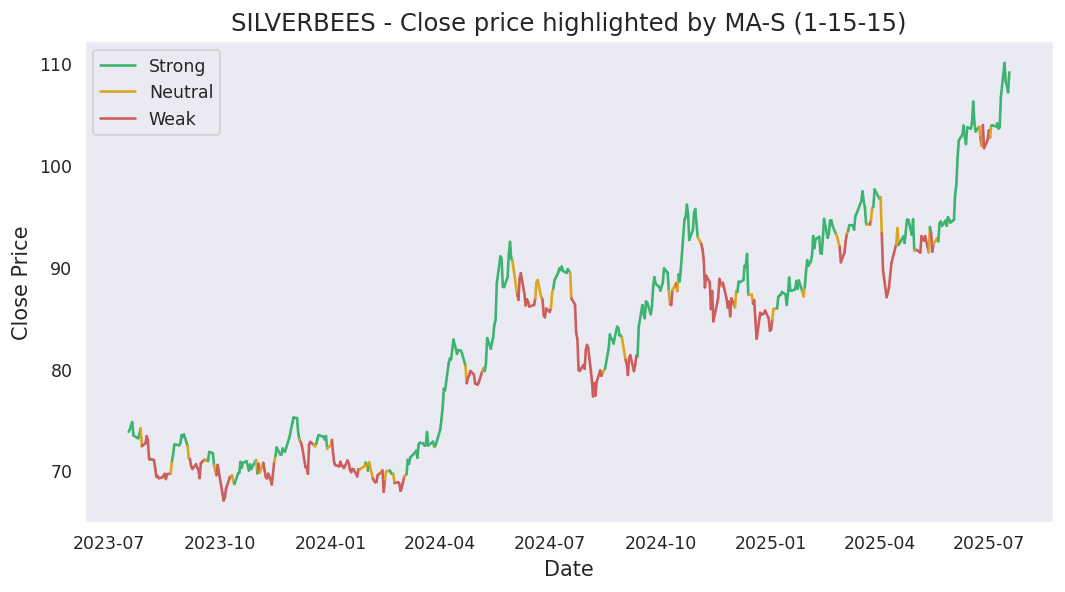 SILVERBEES - Close price highlighted by MA-S (1-15-15)
Strong
Neutral
Weak
110
100
90
80
70
Close Price
2023-07 2023-10 2024-01 2024-04 2024-07 2024-10 2025-01 2025-04 2025-07
Date